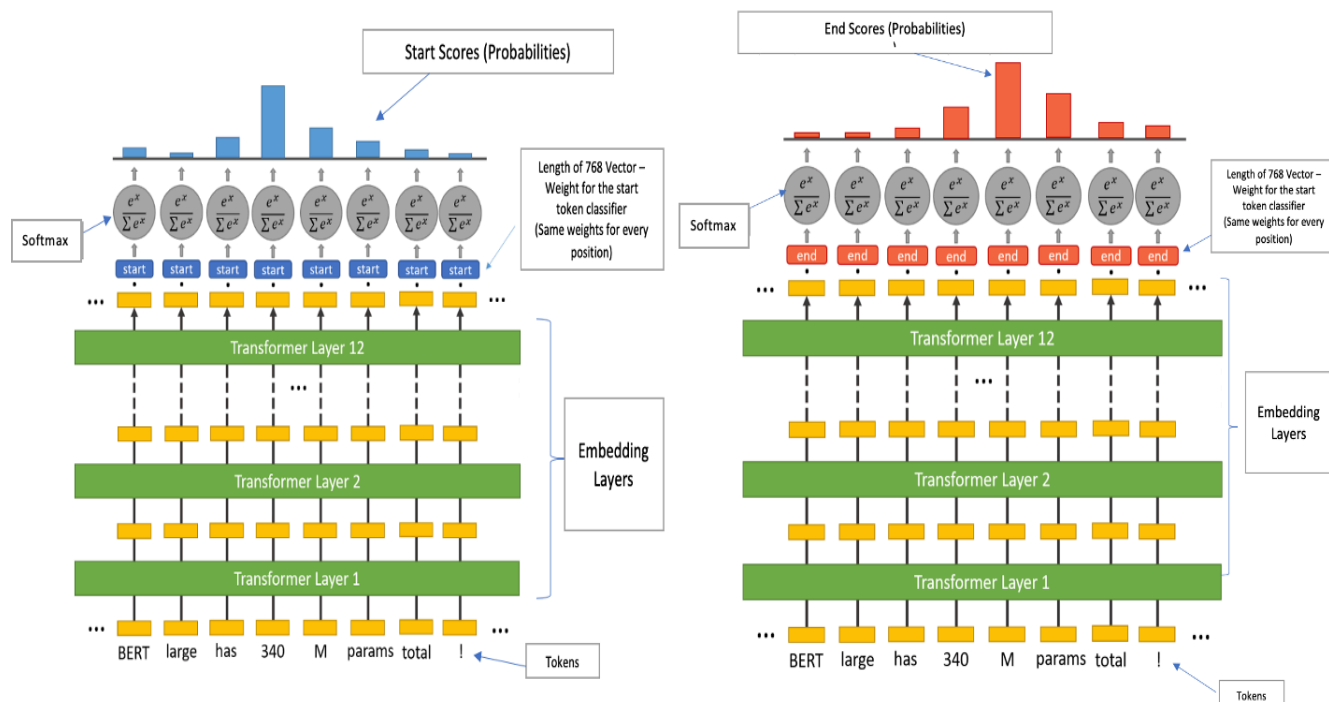 Start Scores (Probabilities)
Length of 768 Vector –
Weight for the start
token classifier
(Same weights for every
position)
Softmax
e^x e^x e^x e^x e^x e^x e^x e^x
∑e^x ∑e^x ∑e^x ∑e^x ∑e^x ∑e^x ∑e^x ∑e^x
start start start start start start start start
... ...
Transformer Layer 12
...
Embedding
Layers
Transformer Layer 2
Transformer Layer 1
... ...
BERT large has 340 M params total !
Tokens
End Scores (Probabilities)
Length of 768 Vector –
Weight for the start
token classifier
(Same weights for every
position)
Softmax
e^x e^x e^x e^x e^x e^x e^x e^x
∑e^x ∑e^x ∑e^x ∑e^x ∑e^x ∑e^x ∑e^x ∑e^x
end end end end end end end end
... ...
Transformer Layer 12
...
Embedding
Layers
Transformer Layer 2
Transformer Layer 1
... ...
BERT large has 340 M params total !
Tokens